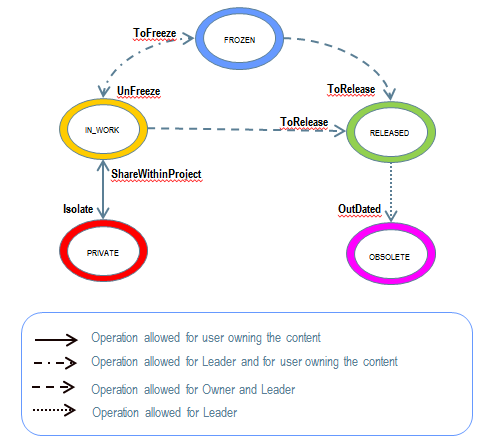 ToFreeze
FROZEN
UnFreeze
ToRelease
IN_WORK
ToRelease
RELEASED
ShareWithinProject
Isolate
OutDated
PRIVATE
OBSOLETE
Operation allowed for user owning the content
Operation allowed for Leader and for user owning the content
Operation allowed for Owner and Leader
Operation allowed for Leader